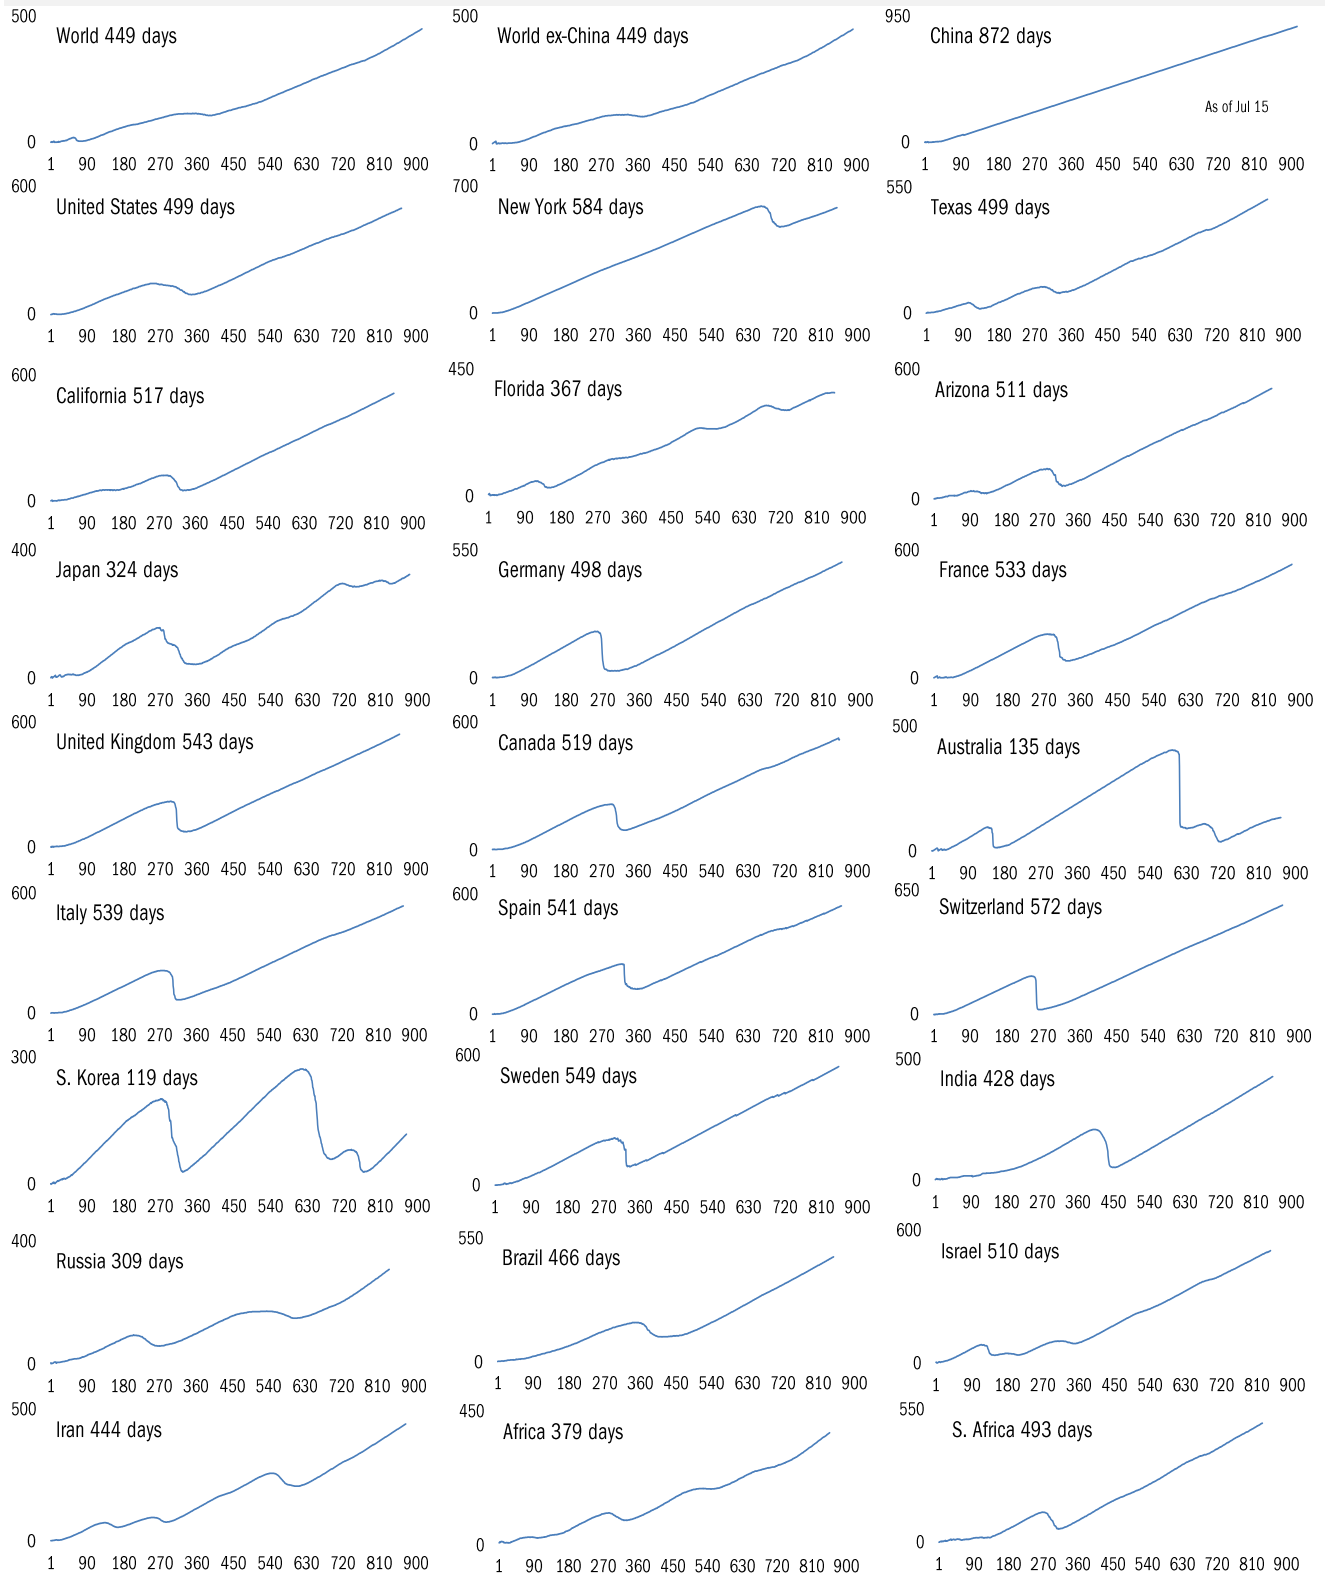 500
World 449 days
0
1 90 180 270 360 450 540 630 720 810 900
500
World ex-China 449 days
0
1 90 180 270 360 450 540 630 720 810 900
950
China 872 days
As of Jul 15
0
1 90 180 270 360 450 540 630 720 810 900
600
United States 499 days
0
1 90 180 270 360 450 540 630 720 810 900
700
New York 584 days
0
1 90 180 270 360 450 540 630 720 810 900
550
Texas 499 days
0
1 90 180 270 360 450 540 630 720 810 900
600
California 517 days
0
1 90 180 270 360 450 540 630 720 810 900
450
Florida 367 days
0
1 90 180 270 360 450 540 630 720 810 900
600
Arizona 511 days
0
1 90 180 270 360 450 540 630 720 810 900
400
Japan 324 days
0
1 90 180 270 360 450 540 630 720 810 900
550
Germany 498 days
0
1 90 180 270 360 450 540 630 720 810 900
600
France 533 days
0
1 90 180 270 360 450 540 630 720 810 900
600
United Kingdom 543 days
0
1 90 180 270 360 450 540 630 720 810 900
600
Canada 519 days
0
1 90 180 270 360 450 540 630 720 810 900
500
Australia 135 days
0
1 90 180 270 360 450 540 630 720 810 900
600
Italy 539 days
0
1 90 180 270 360 450 540 630 720 810 900
600
Spain 541 days
0
1 90 180 270 360 450 540 630 720 810 900
650
Switzerland 572 days
0
1 90 180 270 360 450 540 630 720 810 900
300
S. Korea 119 days
0
1 90 180 270 360 450 540 630 720 810 900
600
Sweden 549 days
0
1 90 180 270 360 450 540 630 720 810 900
500
India 428 days
0
1 90 180 270 360 450 540 630 720 810 900
400
Russia 309 days
0
1 90 180 270 360 450 540 630 720 810 900
550
Brazil 466 days
0
1 90 180 270 360 450 540 630 720 810 900
600
Israel 510 days
0
1 90 180 270 360 450 540 630 720 810 900
500
Iran 444 days
0
1 90 180 270 360 450 540 630 720 810 900
450
Africa 379 days
0
1 90 180 270 360 450 540 630 720 810 900
550
S. Africa 493 days
0
1 90 180 270 360 450 540 630 720 810 900